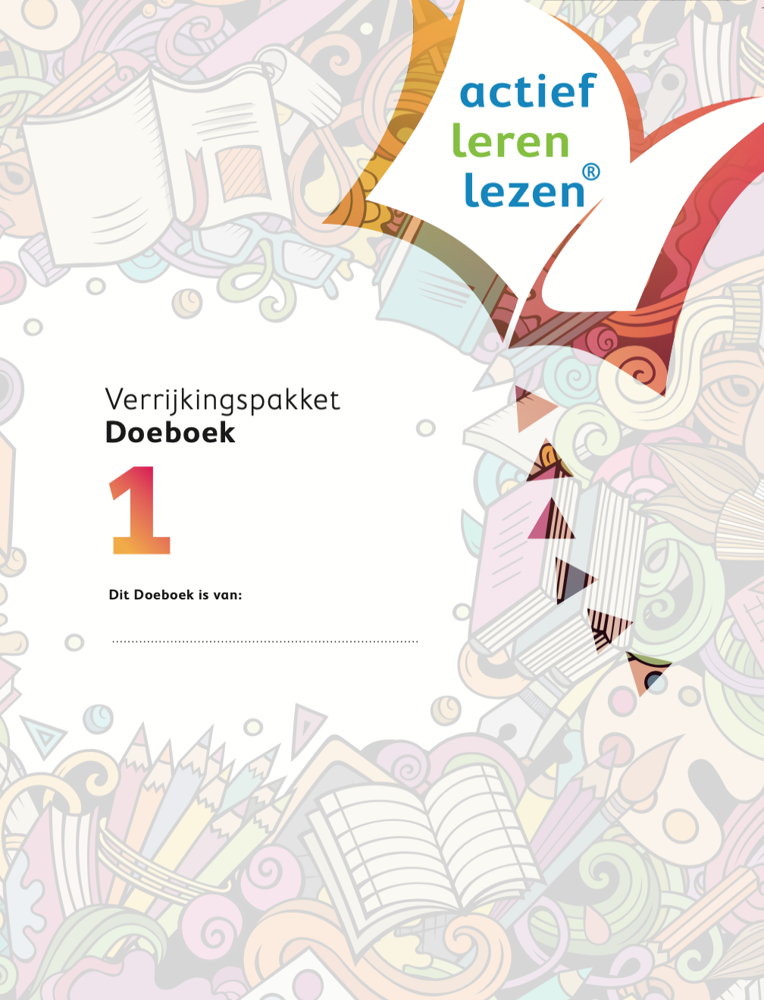 actief
leren
lezen®
Verrijkingspakket
Doeboek
1
Dit Doeboek is van: